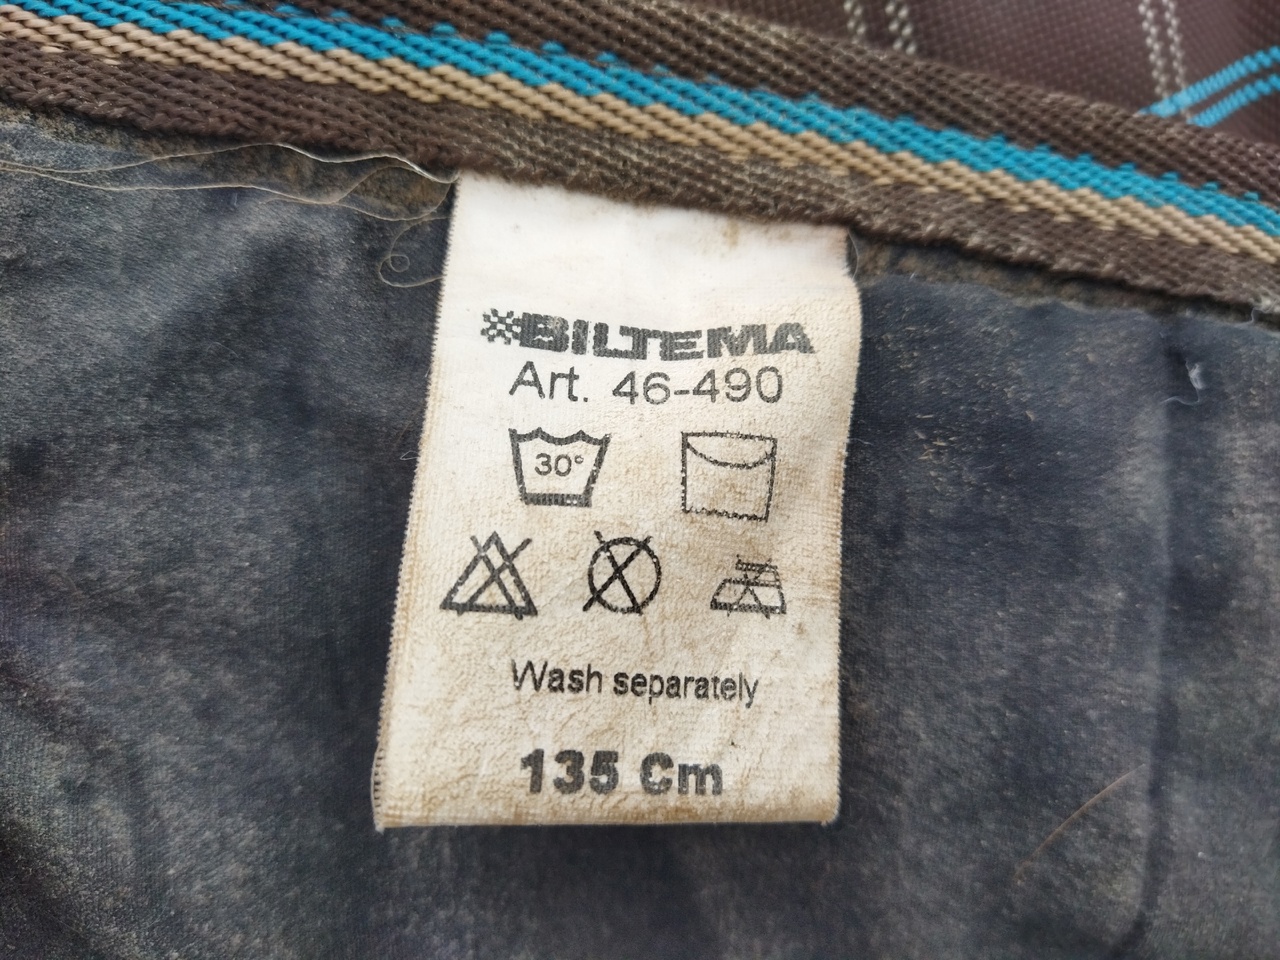 BILTEMA
Art. 46-490
30°
Wash separately
135 Cm